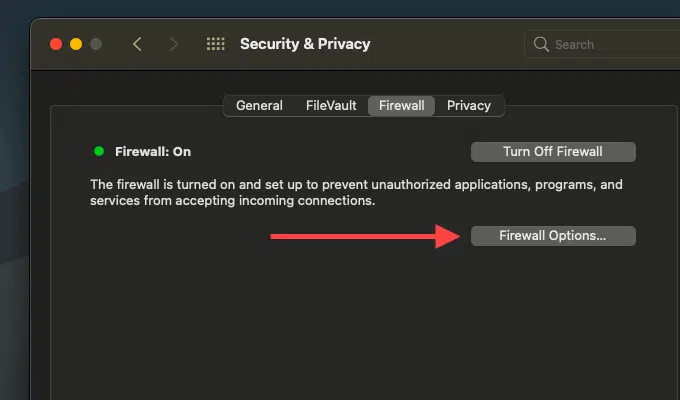 Security & Privacy
Search
General
FileVault
Firewall
Privacy
Firewall: On
Turn Off Firewall
The firewall is turned on and set up to prevent unauthorized applications, programs, and
services from accepting incoming connections.
Firewall Options...